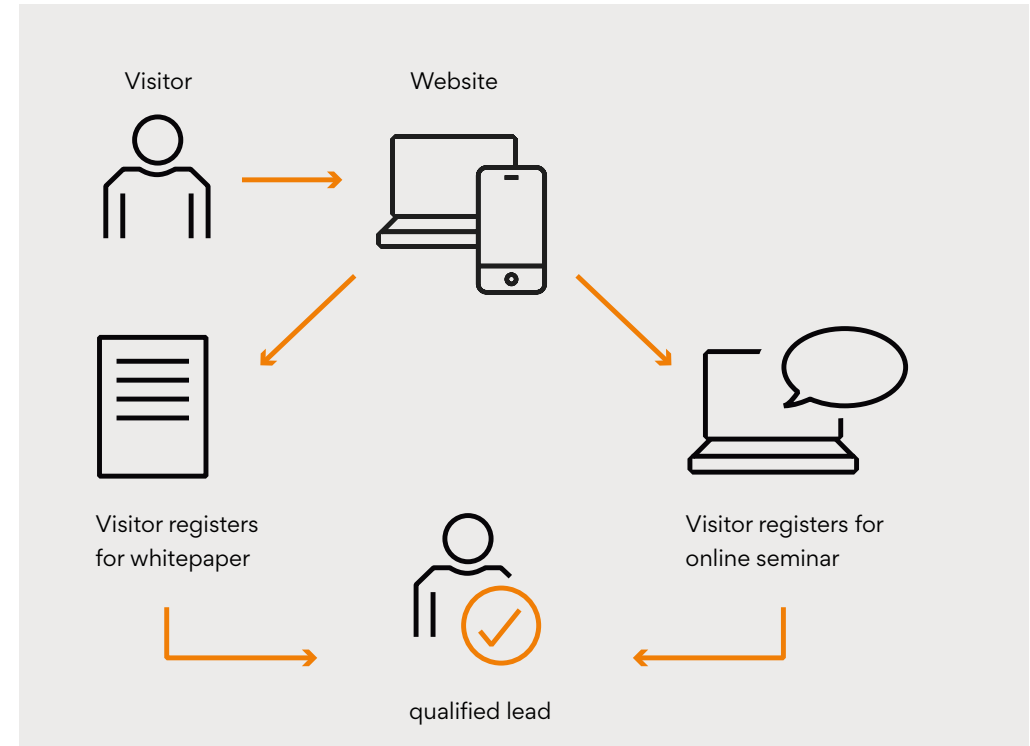 Visitor
Website
Visitor registers
for whitepaper
Visitor registers for
online seminar
qualified lead